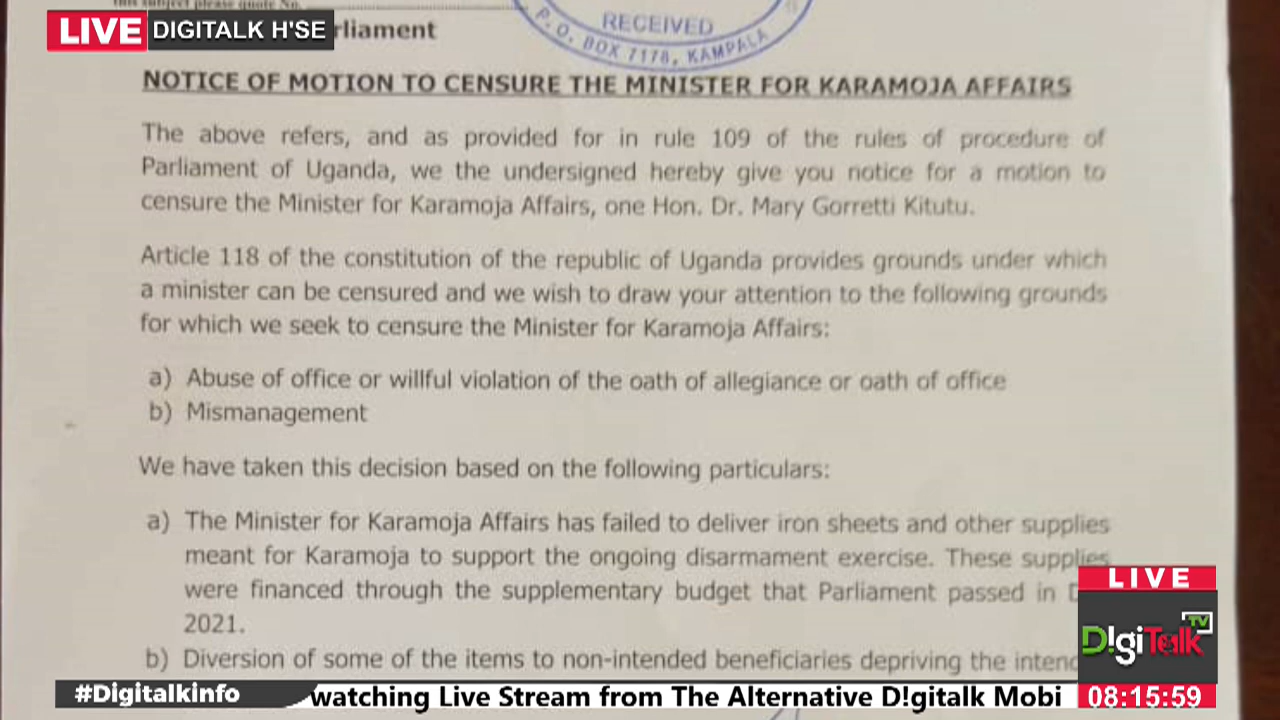 this subject please quote No.
LIVE DIGITALK H'SE
rliament
RECEIVED
P. O. BOX 7178, KAMPALA
NOTICE OF MOTION TO CENSURE THE MINISTER FOR KARAMOJA AFFAIRS
The above refers, and as provided for in rule 109 of the rules of procedure of
Parliament of Uganda, we the undersigned hereby give you notice for a motion to
censure the Minister for Karamoja Affairs, one Hon. Dr. Mary Gorretti Kitutu.
Article 118 of the constitution of the republic of Uganda provides grounds under which
a minister can be censured and we wish to draw your attention to the following grounds
for which we seek to censure the Minister for Karamoja Affairs:
a) Abuse of office or willful violation of the oath of allegiance or oath of office
b) Mismanagement
We have taken this decision based on the following particulars:
a) The Minister for Karamoja Affairs has failed to deliver iron sheets and other supplies
meant for Karamoja to support the ongoing disarmament exercise. These supplies
were financed through the supplementary budget that Parliament passed in
2021.
b) Diversion of some of the items to non-intended beneficiaries depriving the intend
LIVE
D!giTalk TV
#Digitalkinfo
watching Live Stream from The Alternative D!gitalk Mobi
08:15:59